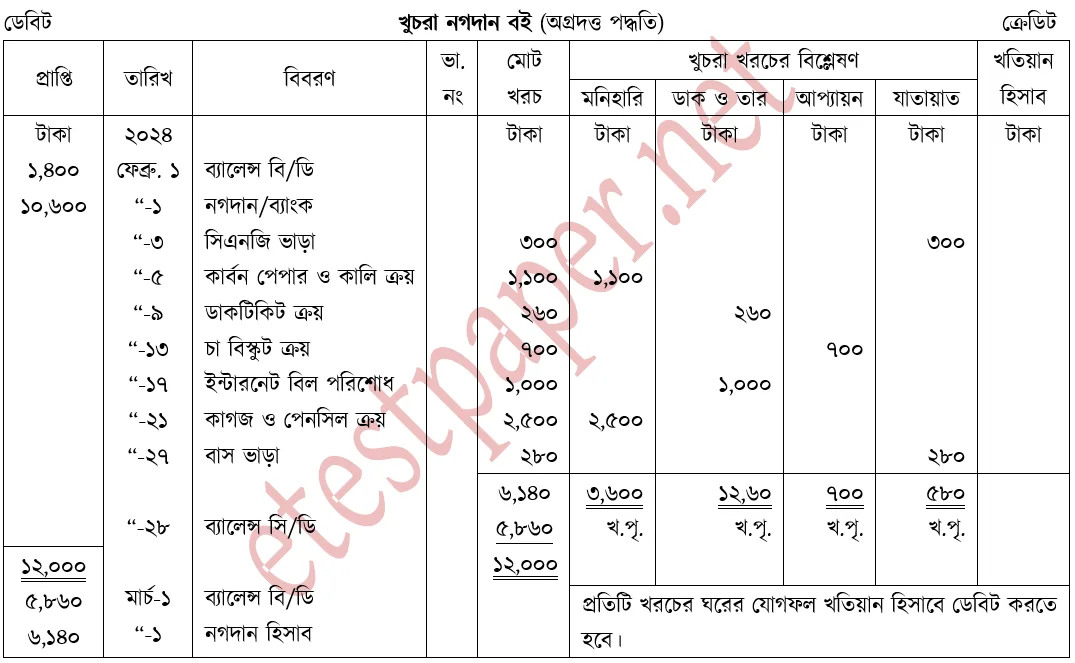 ডেবিট খুচরা নগদান বই (অগ্রদত্ত পদ্ধতি) ক্রেডিট
প্রাপ্তি তারিখ বিবরণ ভা. নং মোট খরচ খুচরা খরচের বিশ্লেষণ খতিয়ান হিসাব
মনিহারি ডাক ও তার আপ্যায়ন যাতায়াত
টাকা ২০২৪ টাকা টাকা টাকা টাকা টাকা টাকা
১,৪০০ ফেব্রু. ১ ব্যালেন্স বি/ডি
১০,৬০০ “-১ নগদান/ব্যাংক
“-৩ সিএনজি ভাড়া ৩০০ ৩০০
“-৫ কার্বন পেপার ও কালি ক্রয় ১,১০০ ১,১০০
“-৯ ডাকটিকিট ক্রয় ২৬০ ২৬০
“-১৩ চা বিস্কুট ক্রয় ৭০০ ৭০০
“-১৭ ইন্টারনেট বিল পরিশোধ ১,০০০ ১,০০০
“-২১ কাগজ ও পেনসিল ক্রয় ২,৫০০ ২,৫০০
“-২৭ বাস ভাড়া ২৮০ ২৮০
৬,১৪০ ৩,৬০০ ১২,৬০ ৭০০ ৫৮০
“-২৮ ব্যালেন্স সি/ডি ৫,৮৬০ খ.পৃ. খ.পৃ. খ.পৃ. খ.পৃ.
১২,০০০ ১২,০০০
৫,৮৬০ মার্চ-১ ব্যালেন্স বি/ডি প্রতিটি খরচের ঘরের যোগফল খতিয়ান হিসাবে ডেবিট করতে
৬,১৪০ “-১ নগদান হিসাব হবে।
etestpaper.net